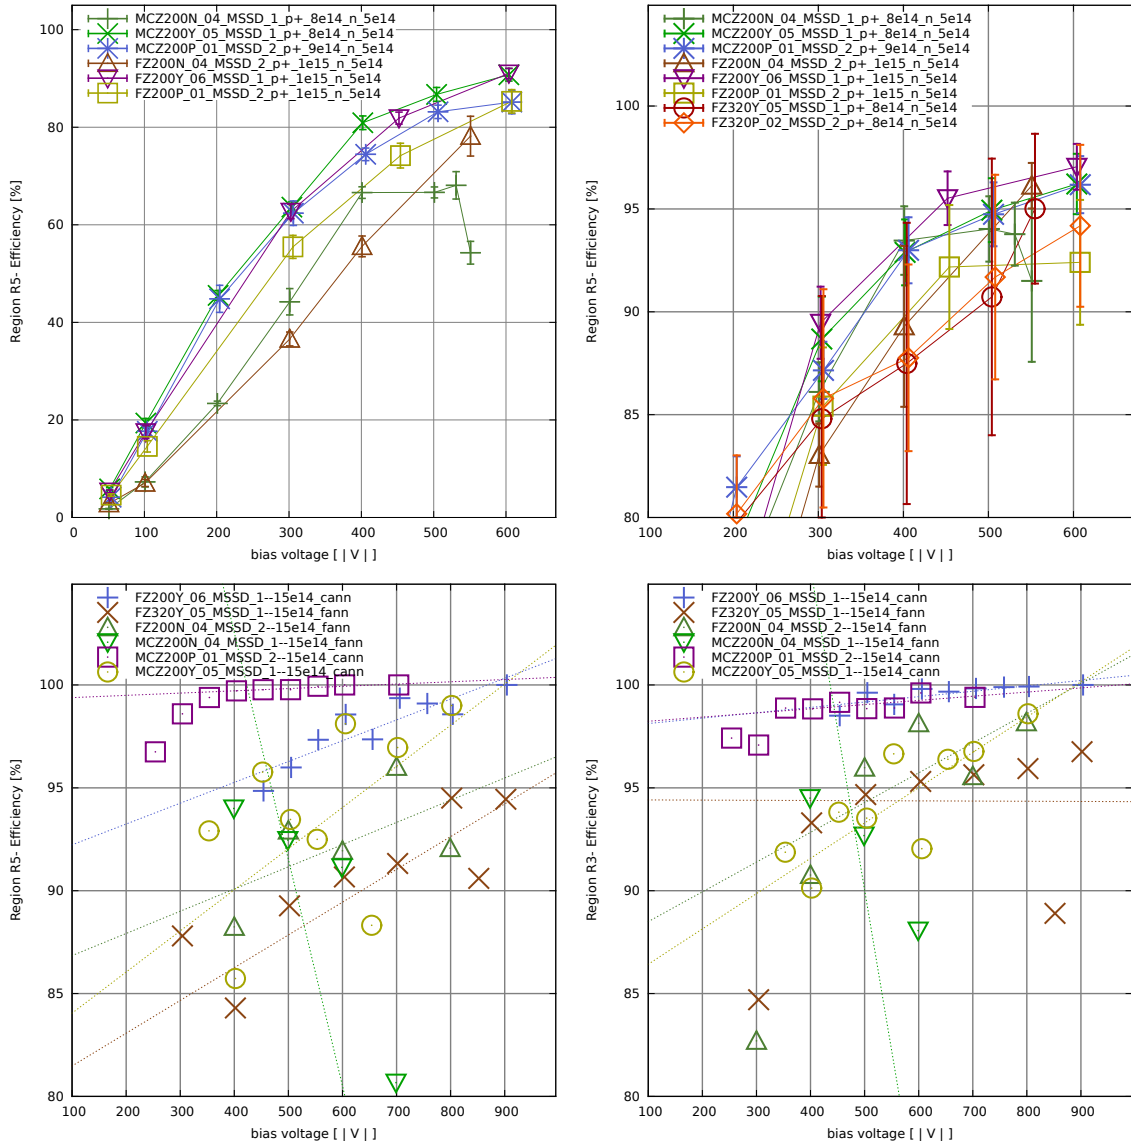 100
80
60
40
20
0
Region R5- Efficiency [%]
MCZ200N_04_MSSD_1_p+_8e14_n_5e14
MCZ200Y_05_MSSD_1_p+_8e14_n_5e14
MCZ200P_01_MSSD_2_p+_9e14_n_5e14
FZ200N_04_MSSD_2_p+_1e15_n_5e14
FZ200Y_06_MSSD_1_p+_1e15_n_5e14
FZ200P_01_MSSD_2_p+_1e15_n_5e14
0 100 200 300 400 500 600
bias voltage [ | V | ]
100
95
90
85
80
Region R5- Efficiency [%]
MCZ200N_04_MSSD_1_p+_8e14_n_5e14
MCZ200Y_05_MSSD_1_p+_8e14_n_5e14
MCZ200P_01_MSSD_2_p+_9e14_n_5e14
FZ200N_04_MSSD_2_p+_1e15_n_5e14
FZ200Y_06_MSSD_1_p+_1e15_n_5e14
FZ200P_01_MSSD_2_p+_1e15_n_5e14
FZ320Y_05_MSSD_1_p+_8e14_n_5e14
FZ320P_02_MSSD_2_p+_8e14_n_5e14
100 200 300 400 500 600
bias voltage [ | V | ]
100
95
90
85
80
Region R5- Efficiency [%]
FZ200Y_06_MSSD_1--15e14_cann
FZ320Y_05_MSSD_1--15e14_fann
FZ200N_04_MSSD_2--15e14_fann
MCZ200N_04_MSSD_1--15e14_fann
MCZ200P_01_MSSD_2--15e14_cann
MCZ200Y_05_MSSD_1--15e14_cann
100 200 300 400 500 600 700 800 900
bias voltage [ | V | ]
100
95
90
85
80
Region R3- Efficiency [%]
FZ200Y_06_MSSD_1--15e14_cann
FZ320Y_05_MSSD_1--15e14_fann
FZ200N_04_MSSD_2--15e14_fann
MCZ200N_04_MSSD_1--15e14_fann
MCZ200P_01_MSSD_2--15e14_cann
MCZ200Y_05_MSSD_1--15e14_cann
100 200 300 400 500 600 700 800 900
bias voltage [ | V | ]